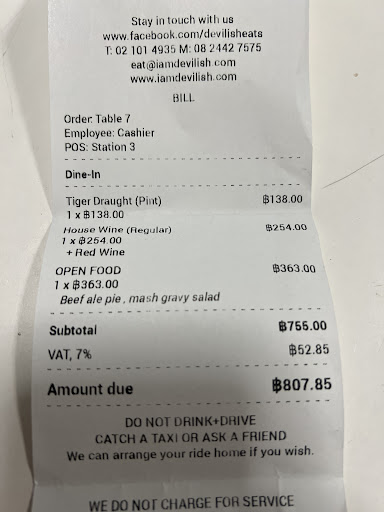 Stay in touch with us
www.facebook.com/devilisheats
T: 02 101 4935 M: 08 2442 7575
eat@iamdevilish.com
www.iamdevilish.com
BILL
Order: Table 7
Employee: Cashier
POS: Station 3
Dine-In
Tiger Draught (Pint) ฿138.00
1 x ฿138.00
House Wine (Regular) ฿254.00
1 x ฿254.00
+ Red Wine
OPEN FOOD ฿363.00
1 x ฿363.00
Beef ale pie, mash gravy salad
Subtotal ฿755.00
VAT, 7% ฿52.85
Amount due ฿807.85
DO NOT DRINK+DRIVE
CATCH A TAXI OR ASK A FRIEND
We can arrange your ride home if you wish.
WE DO NOT CHARGE FOR SERVICE